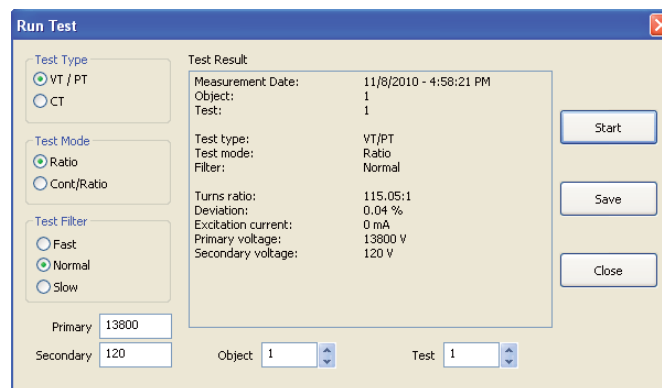 Run Test
Test Type
VT / PT
CT
Test Mode
Ratio
Cont/Ratio
Test Filter
Fast
Normal
Slow
Primary 13800
Secondary 120
Test Result
Measurement Date: 11/8/2010 - 4:58:21 PM
Object: 1
Test: 1
Test type: VT/PT
Test mode: Ratio
Filter: Normal
Turns ratio: 115.05:1
Deviation: 0.04 %
Excitation current: 0 mA
Primary voltage: 13800 V
Secondary voltage: 120 V
Object 1
Test 1
Start
Save
Close